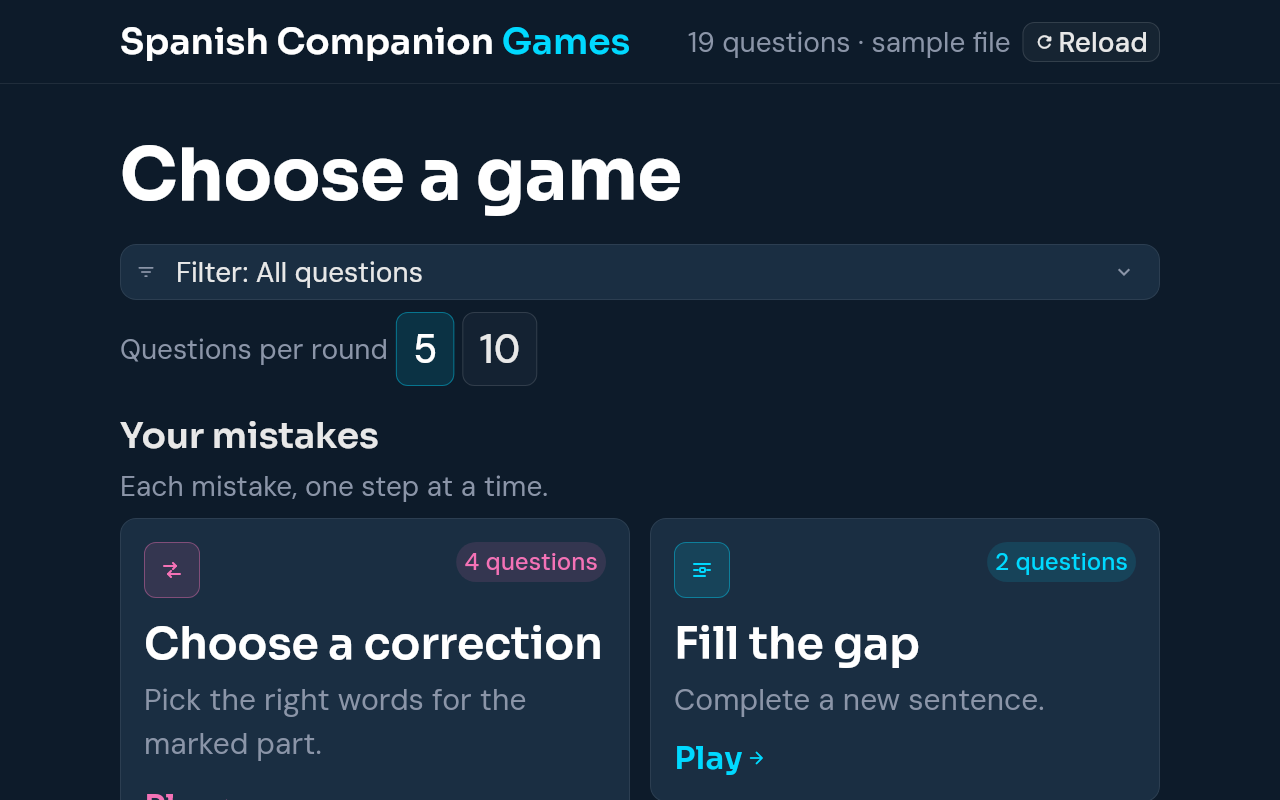 Spanish Companion Games
19 questions · sample file
Reload
Choose a game
Filter: All questions
Questions per round
5
10
Your mistakes
Each mistake, one step at a time.
4 questions
Choose a correction
Pick the right words for the
marked part.
2 questions
Fill the gap
Complete a new sentence.
Play